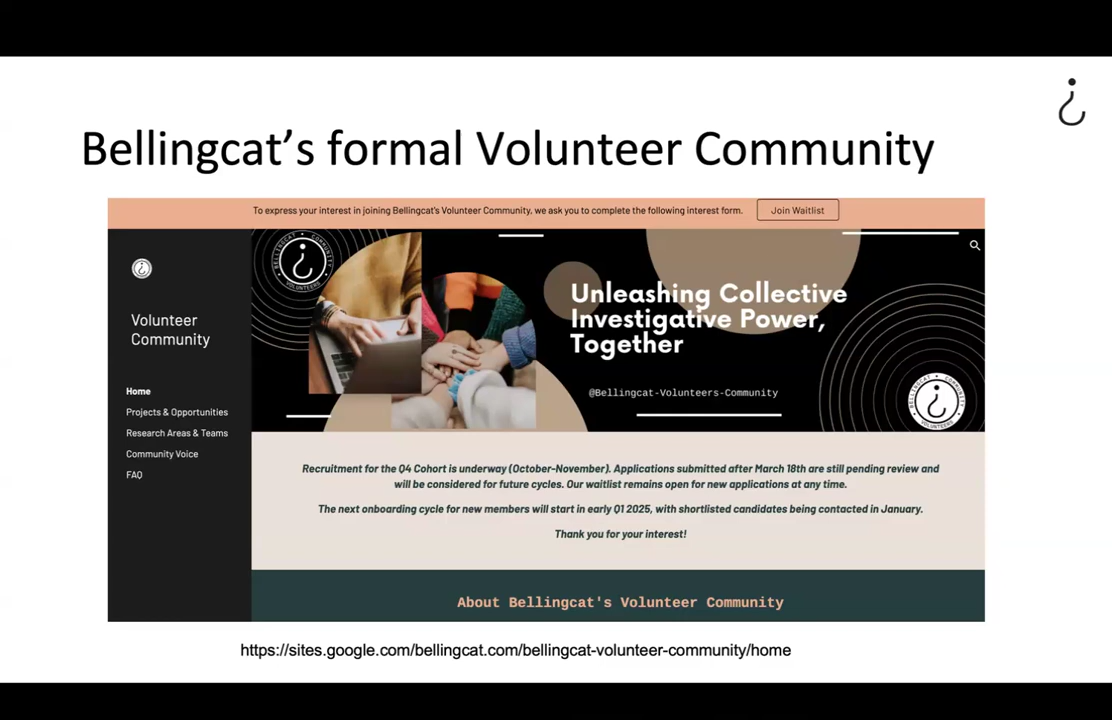 Bellingcat's formal Volunteer Community
To express your interest in joining Bellingcat's Volunteer Community, we ask you to complete the following interest form.
Join Waitlist
BELLINGCAT COMMUNITY VOLUNTEERS
Volunteer
Community
Home
Projects & Opportunities
Research Areas & Teams
Community Voice
FAQ
Unleashing Collective
Investigative Power,
Together
@Bellingcat-Volunteers-Community
BELLINGCAT COMMUNITY VOLUNTEERS
Recruitment for the Q4 Cohort is underway (October-November). Applications submitted after March 18th are still pending review and
will be considered for future cycles. Our waitlist remains open for new applications at any time.
The next onboarding cycle for new members will start in early Q1 2025, with shortlisted candidates being contacted in January.
Thank you for your interest!
About Bellingcat's Volunteer Community
https://sites.google.com/bellingcat.com/bellingcat-volunteer-community/home